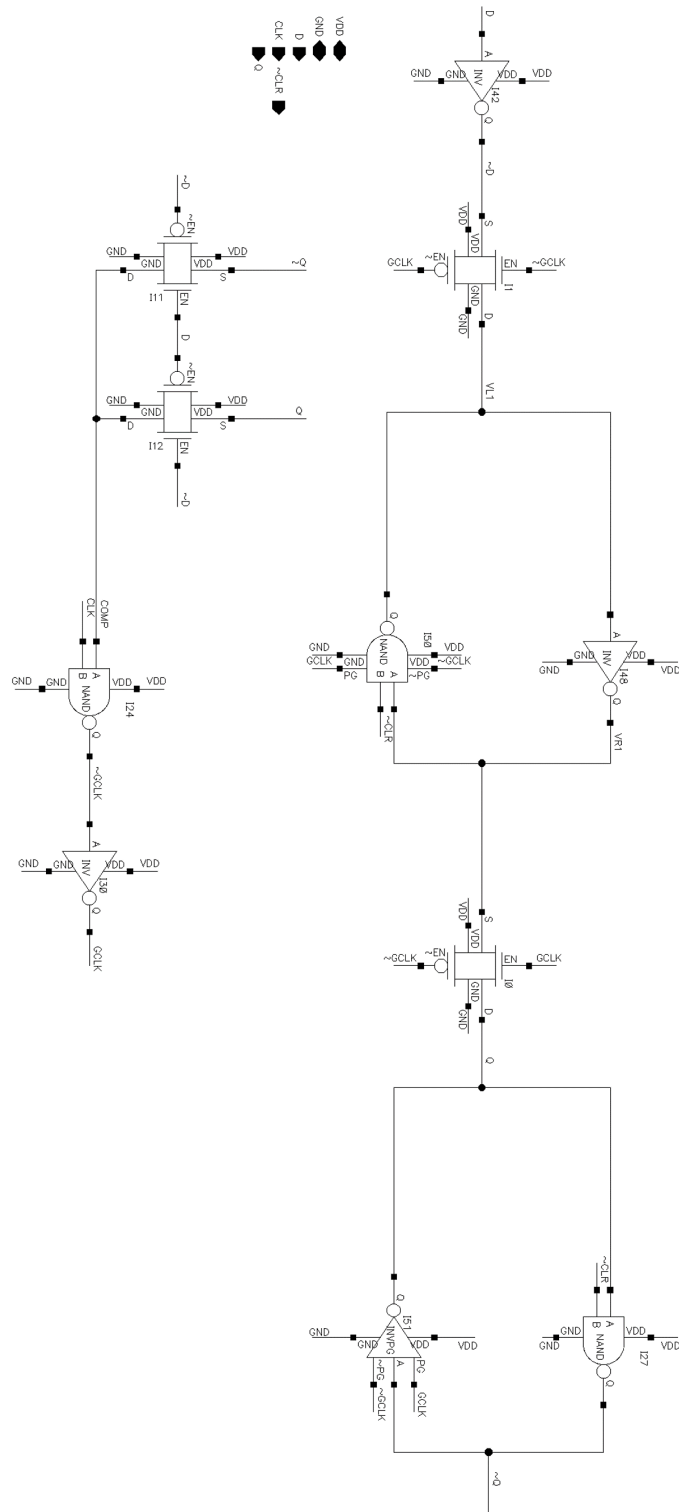 VDD
GND
D
CLK
~CLR
Q
D
A
INV
GND
GND
VDD
VDD
I42
Q
~D
S
VDD
VDD
GCLK
~EN
EN
~GCLK
I1
GND
GND
D
VL1
~D
~EN
GND
GND
VDD
VDD
~Q
D
S
I11
EN
D
~EN
GND
GND
VDD
VDD
Q
D
S
I12
EN
~D
CLK
COMP
B
A
NAND
GND
GND
VDD
VDD
I24
Q
~GCLK
A
INV
GND
GND
VDD
VDD
I30
Q
GCLK
Q
I50
NAND
GND
GND
VDD
VDD
GCLK
PG
~PG
~GCLK
B
A
~CLR
A
INV
GND
GND
VDD
VDD
I48
Q
VR1
S
VDD
VDD
~GCLK
~EN
EN
GCLK
I0
GND
GND
D
Q
Q
I51
INVPG
GND
GND
VDD
VDD
~PG
A
PG
~GCLK
GCLK
~CLR
B
A
NAND
GND
GND
VDD
VDD
I27
Q
~Q